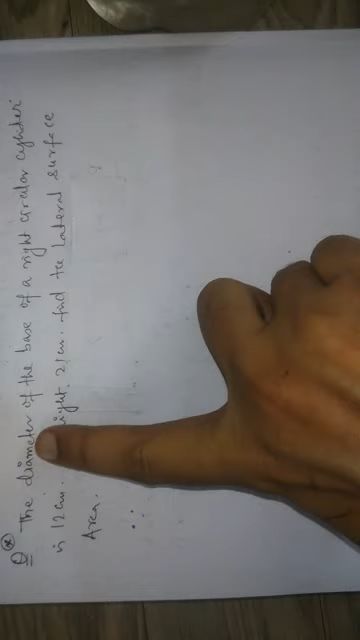 Q The diameter of the base of a right circular cylinder
is 12 cm. 21 cm. find the Lateral surface
Area.